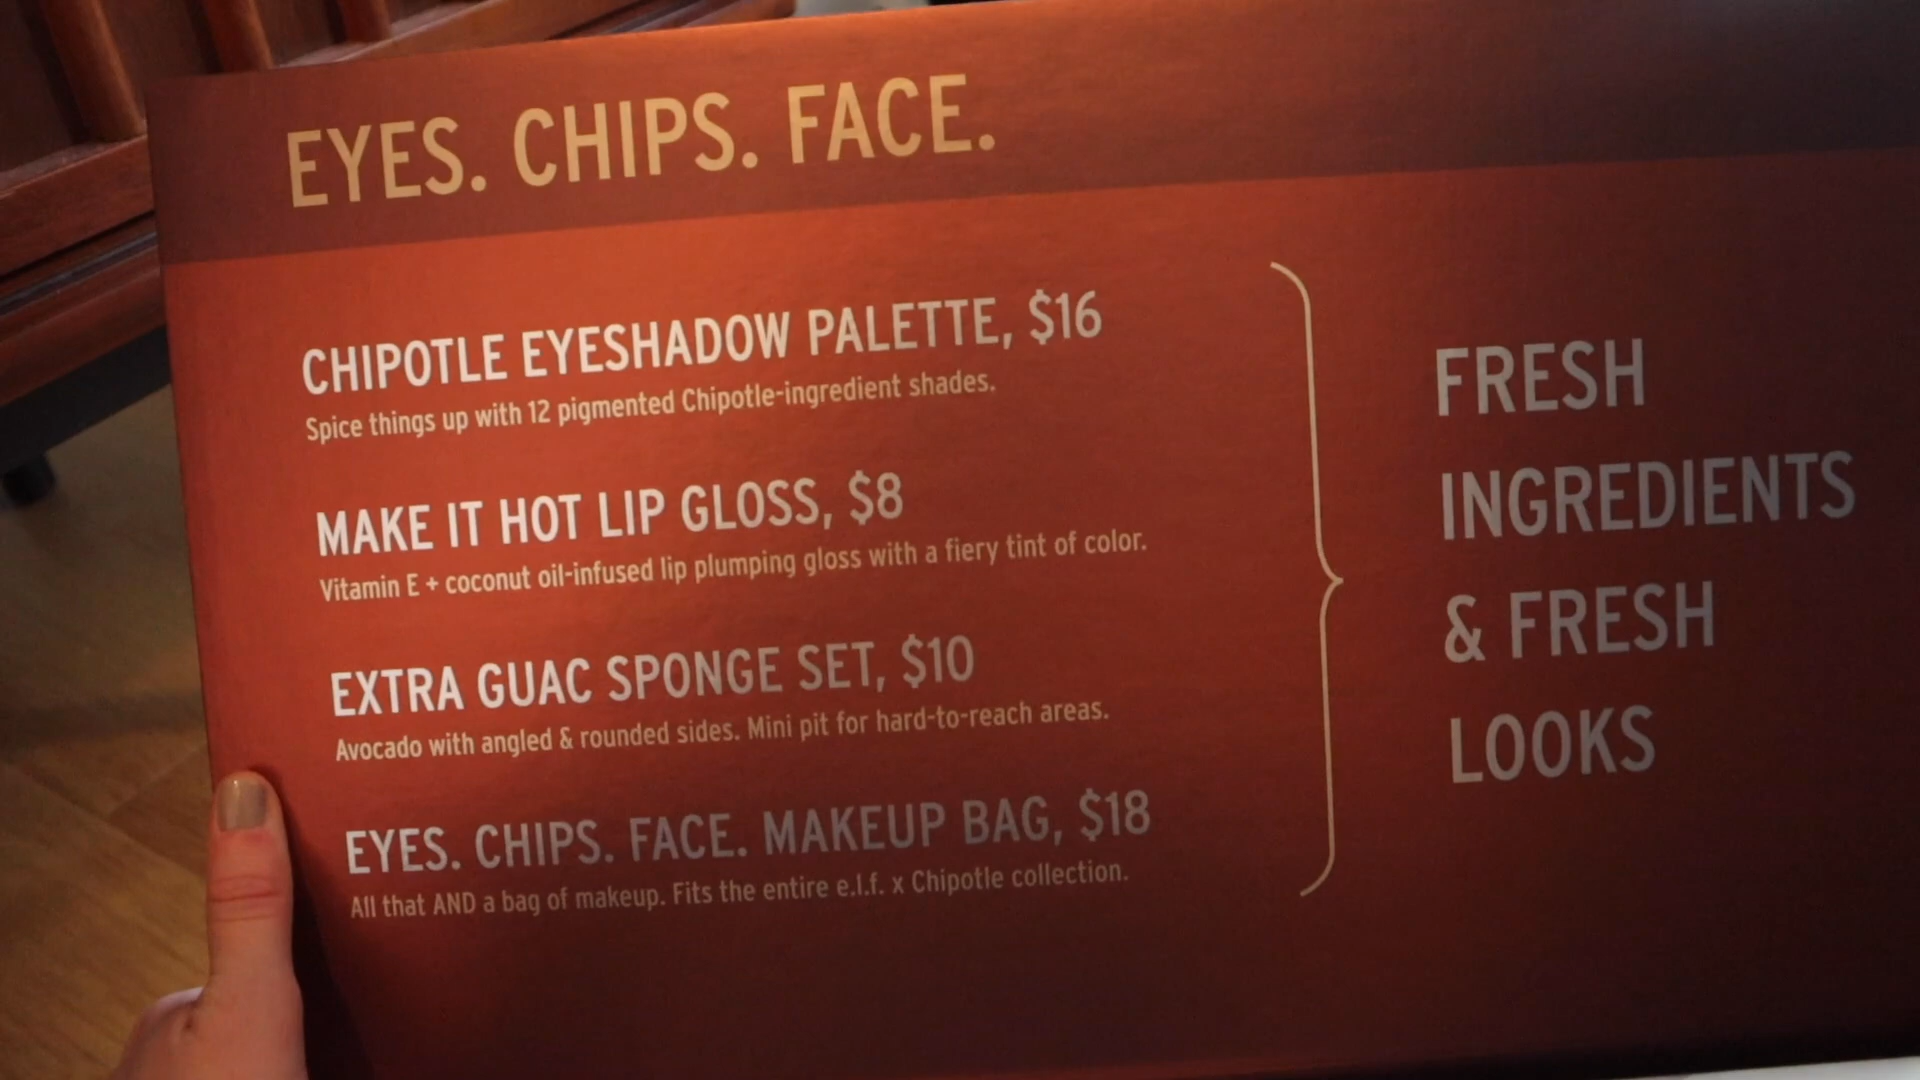 EYES. CHIPS. FACE.
CHIPOTLE EYESHADOW PALETTE, $16
Spice things up with 12 pigmented Chipotle-ingredient shades.
MAKE IT HOT LIP GLOSS, $8
Vitamin E + coconut oil-infused lip plumping gloss with a fiery tint of color.
EXTRA GUAC SPONGE SET, $10
Avocado with angled & rounded sides. Mini pit for hard-to-reach areas.
EYES. CHIPS. FACE. MAKEUP BAG, $18
All that AND a bag of makeup. Fits the entire e.l.f. x Chipotle collection.
FRESH
INGREDIENTS
& FRESH
LOOKS